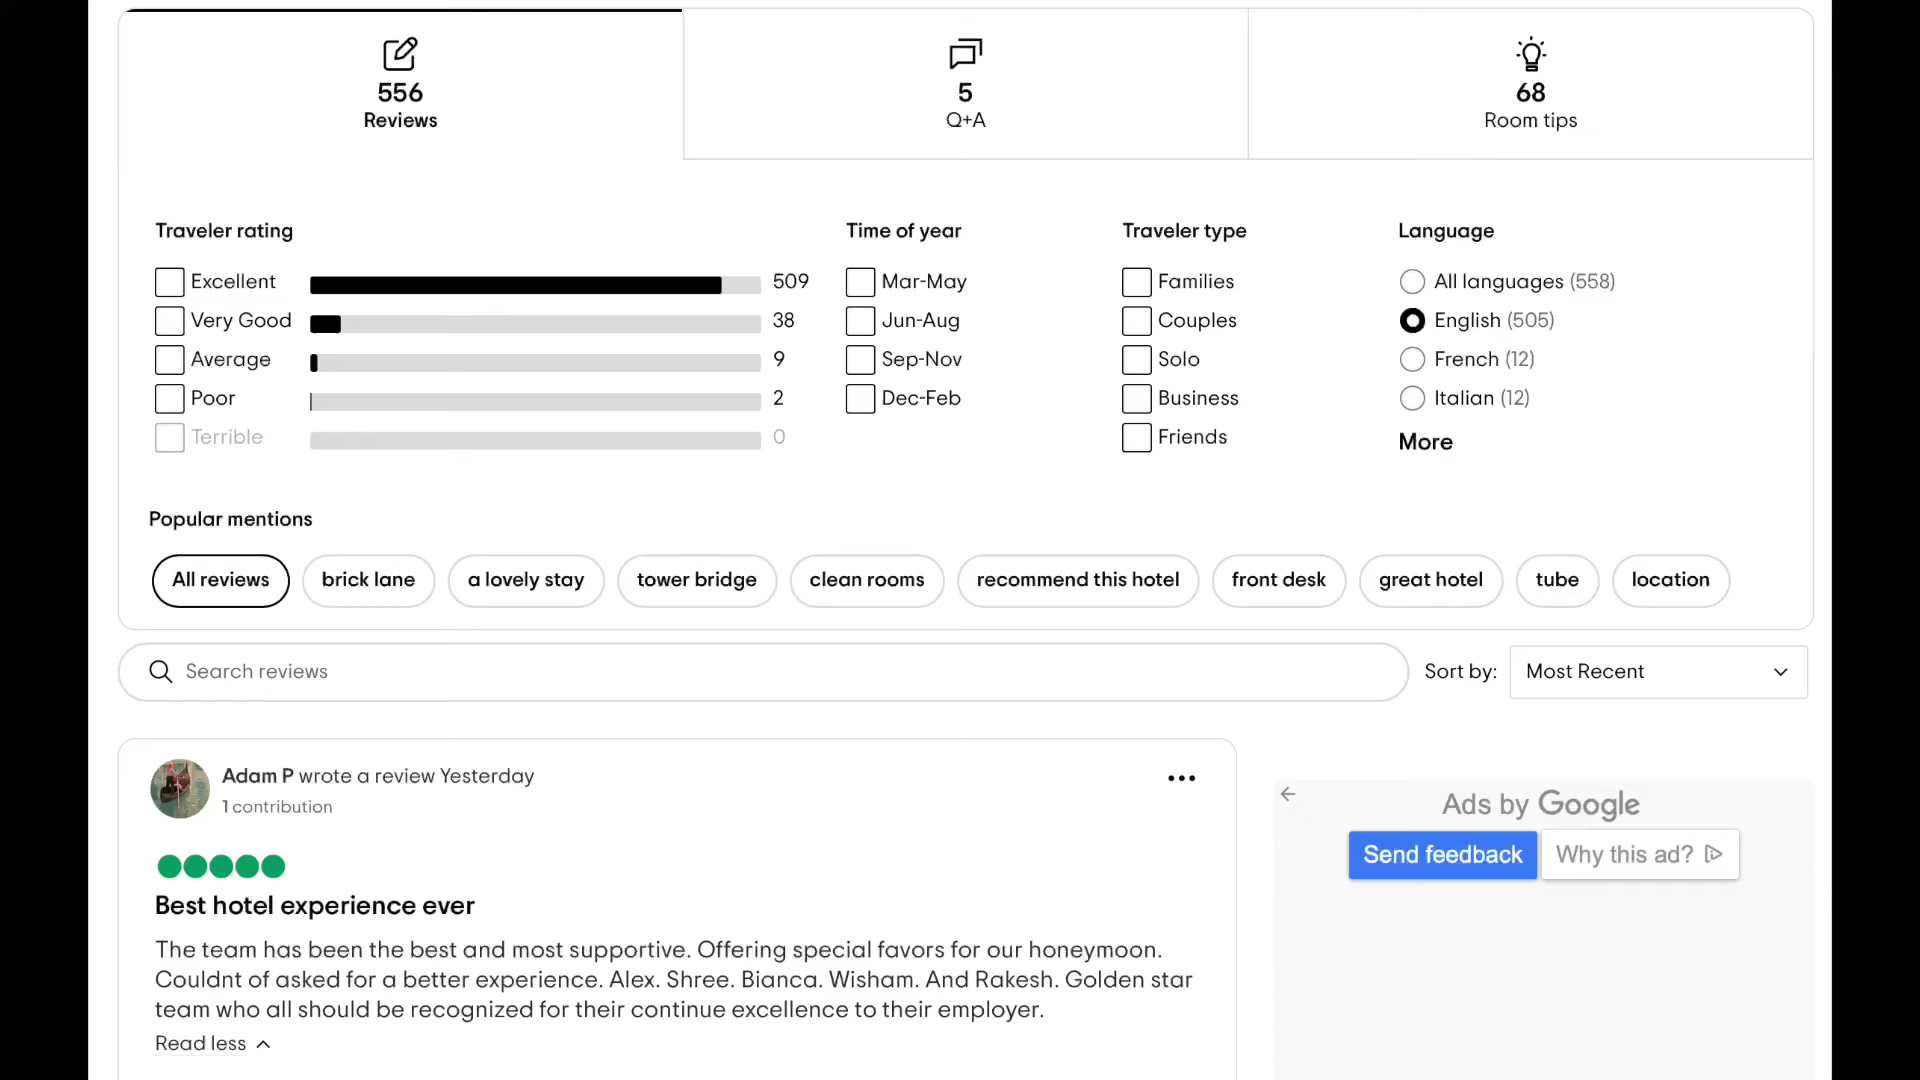 556
Reviews
5
Q+A
68
Room tips
Traveler rating
Excellent 509
Very Good 38
Average 9
Poor 2
Terrible 0
Time of year
Mar-May
Jun-Aug
Sep-Nov
Dec-Feb
Traveler type
Families
Couples
Solo
Business
Friends
Language
All languages (558)
English (505)
French (12)
Italian (12)
More
Popular mentions
All reviews brick lane a lovely stay tower bridge clean rooms recommend this hotel front desk great hotel tube location
Search reviews
Sort by: Most Recent
Adam P wrote a review Yesterday
1 contribution
Best hotel experience ever
The team has been the best and most supportive. Offering special favors for our honeymoon.
Couldnt of asked for a better experience. Alex. Shree. Bianca. Wisham. And Rakesh. Golden star
team who all should be recognized for their continue excellence to their employer.
Read less
Ads by Google
Send feedback Why this ad?